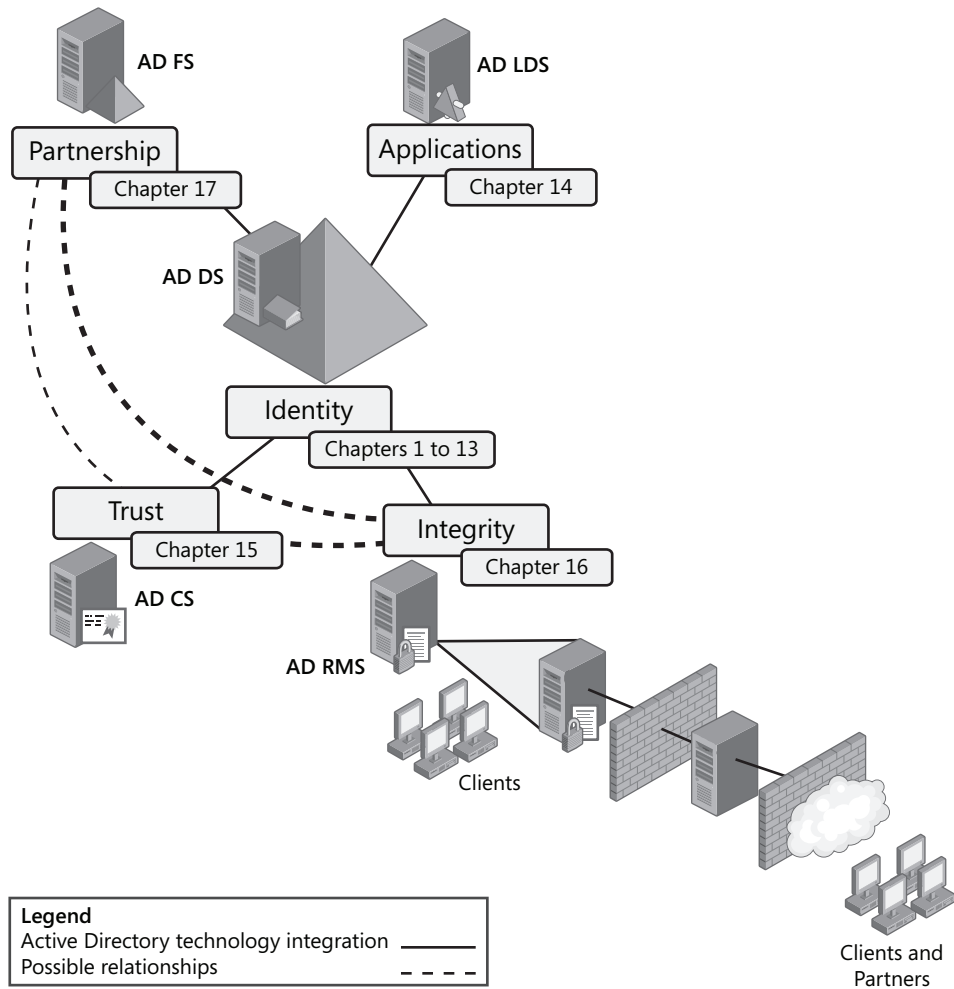 AD FS
AD LDS
Partnership
Chapter 17
Applications
Chapter 14
AD DS
Identity
Chapters 1 to 13
Trust
Chapter 15
AD CS
Integrity
Chapter 16
AD RMS
Clients
Clients and
Partners
Legend
Active Directory technology integration
Possible relationships